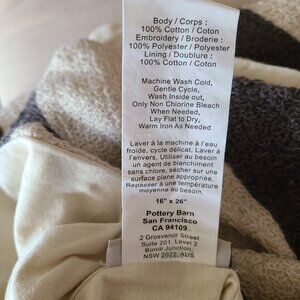 Body / Corps :
100% Cotton / Coton
Embroidery / Broderie :
100% Polyester / Polyester
Lining / Doublure :
100% Cotton / Coton
Machine Wash Cold,
Gentle Cycle,
Wash Inside out,
Only Non Chlorine Bleach
When Needed,
Lay Flat to Dry,
Warm Iron As Needed
Laver à la machine à l'eau
froide, cycle délicat, Laver à
l'envers, Utiliser au besoin
un agent de blanchiment
sans chlore, sécher sur une
surface plane appropriée,
Repasser à une température
moyenne au besoin.
16" x 26"
Pottery Barn
San Francisco
CA 94109
2 Grosvenor Street
Suite 201, Level 2
Bondi Junction,
NSW 2022, AUS